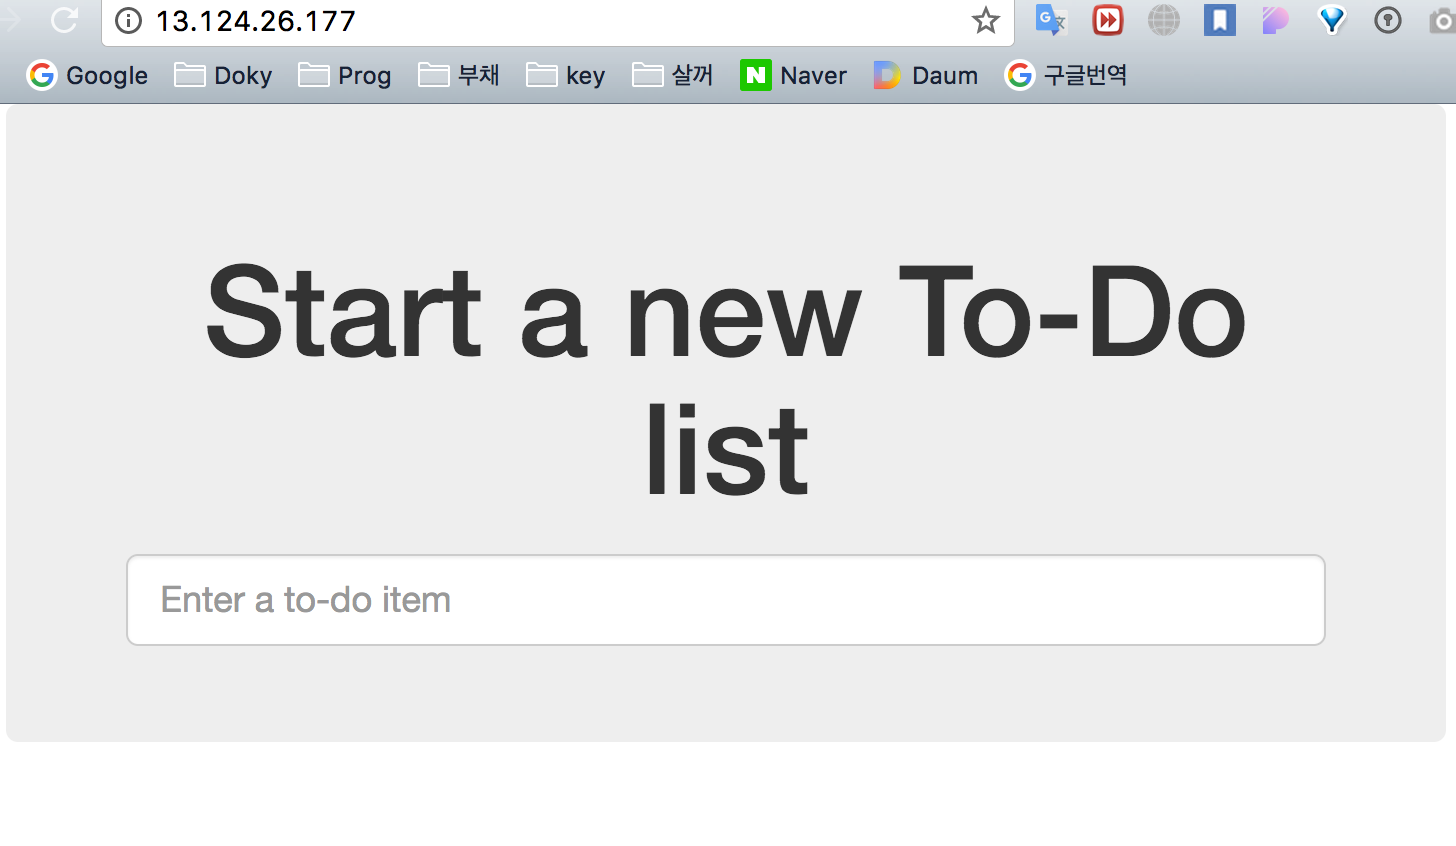 13.124.26.177
Google Doky Prog 부채 key 살꺼 Naver Daum 구글번역
Start a new To-Do
list
Enter a to-do item